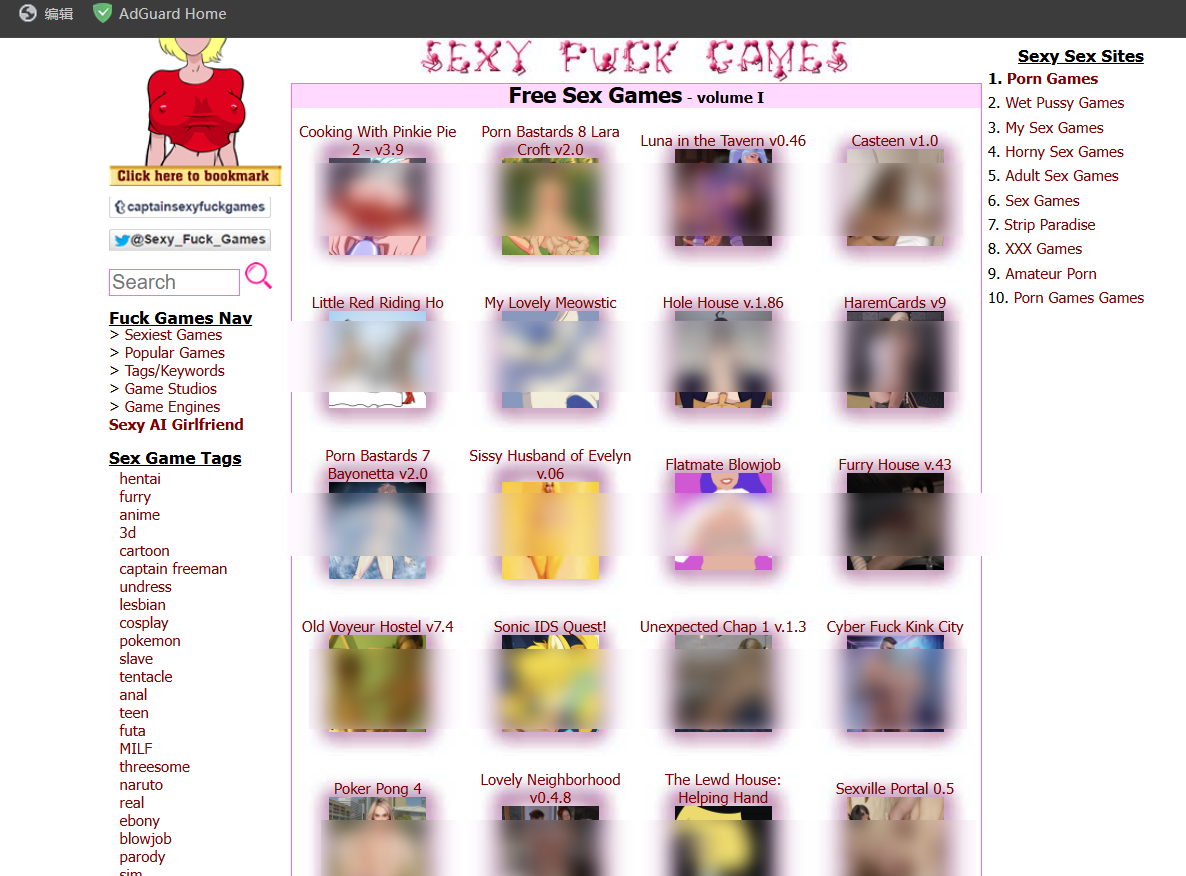 编辑
AdGuard Home
SEXY FUCK GAMES
Click here to bookmark
captainsexyfuckgames
@Sexy_Fuck_Games
Search
Fuck Games Nav
> Sexiest Games
> Popular Games
> Tags/Keywords
> Game Studios
> Game Engines
Sexy AI Girlfriend
Sex Game Tags
hentai
furry
anime
3d
cartoon
captain freeman
undress
lesbian
cosplay
pokemon
slave
tentacle
anal
teen
futa
MILF
threesome
naruto
real
ebony
blowjob
parody
sim
Free Sex Games - volume I
Cooking With Pinkie Pie
2 - v3.9
Porn Bastards 8 Lara
Croft v2.0
Luna in the Tavern v0.46
Casteen v1.0
Little Red Riding Ho
My Lovely Meowstic
Hole House v.1.86
HaremCards v9
Porn Bastards 7
Bayonetta v2.0
Sissy Husband of Evelyn
v.06
Flatmate Blowjob
Furry House v.43
Old Voyeur Hostel v7.4
Sonic IDS Quest!
Unexpected Chap 1 v.1.3
Cyber Fuck Kink City
Poker Pong 4
Lovely Neighborhood
v0.4.8
The Lewd House:
Helping Hand
Sexville Portal 0.5
Sexy Sex Sites
1. Porn Games
2. Wet Pussy Games
3. My Sex Games
4. Horny Sex Games
5. Adult Sex Games
6. Sex Games
7. Strip Paradise
8. XXX Games
9. Amateur Porn
10. Porn Games Games